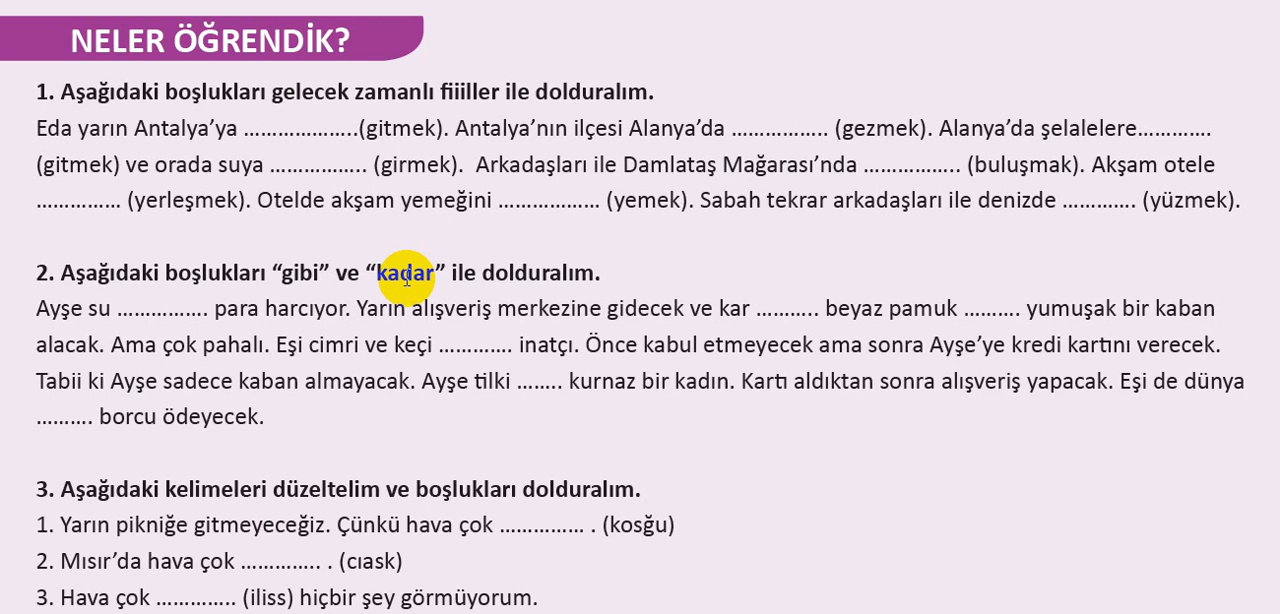 NELER ÖĞRENDİK?
1. Aşağıdaki boşlukları gelecek zamanlı fiiiller ile dolduralım.
Eda yarın Antalya’ya ………………..(gitmek). Antalya’nın ilçesi Alanya’da …………….. (gezmek). Alanya’da şelalelere………….
(gitmek) ve orada suya …………….. (girmek).  Arkadaşları ile Damlataş Mağarası’nda …………….. (buluşmak). Akşam otele
…………… (yerleşmek). Otelde akşam yemeğini ……………… (yemek). Sabah tekrar arkadaşları ile denizde …………. (yüzmek).
2. Aşağıdaki boşlukları “gibi” ve “kadar” ile dolduralım.
Ayşe su ……………. para harcıyor. Yarın alışveriş merkezine gidecek ve kar ……….. beyaz pamuk ………. yumuşak bir kaban
alacak. Ama çok pahalı. Eşi cimri ve keçi …………. inatçı. Önce kabul etmeyecek ama sonra Ayşe’ye kredi kartını verecek.
Tabii ki Ayşe sadece kaban almayacak. Ayşe tilki …….. kurnaz bir kadın. Kartı aldıktan sonra alışveriş yapacak. Eşi de dünya
………. borcu ödeyecek.
3. Aşağıdaki kelimeleri düzeltelim ve boşlukları dolduralım.
1. Yarın pikniğe gitmeyeceğiz. Çünkü hava çok …………… . (kosğu)
2. Mısır’da hava çok ………….. . (cıask)
3. Hava çok ………….. (iliss) hiçbir şey görmüyorum.